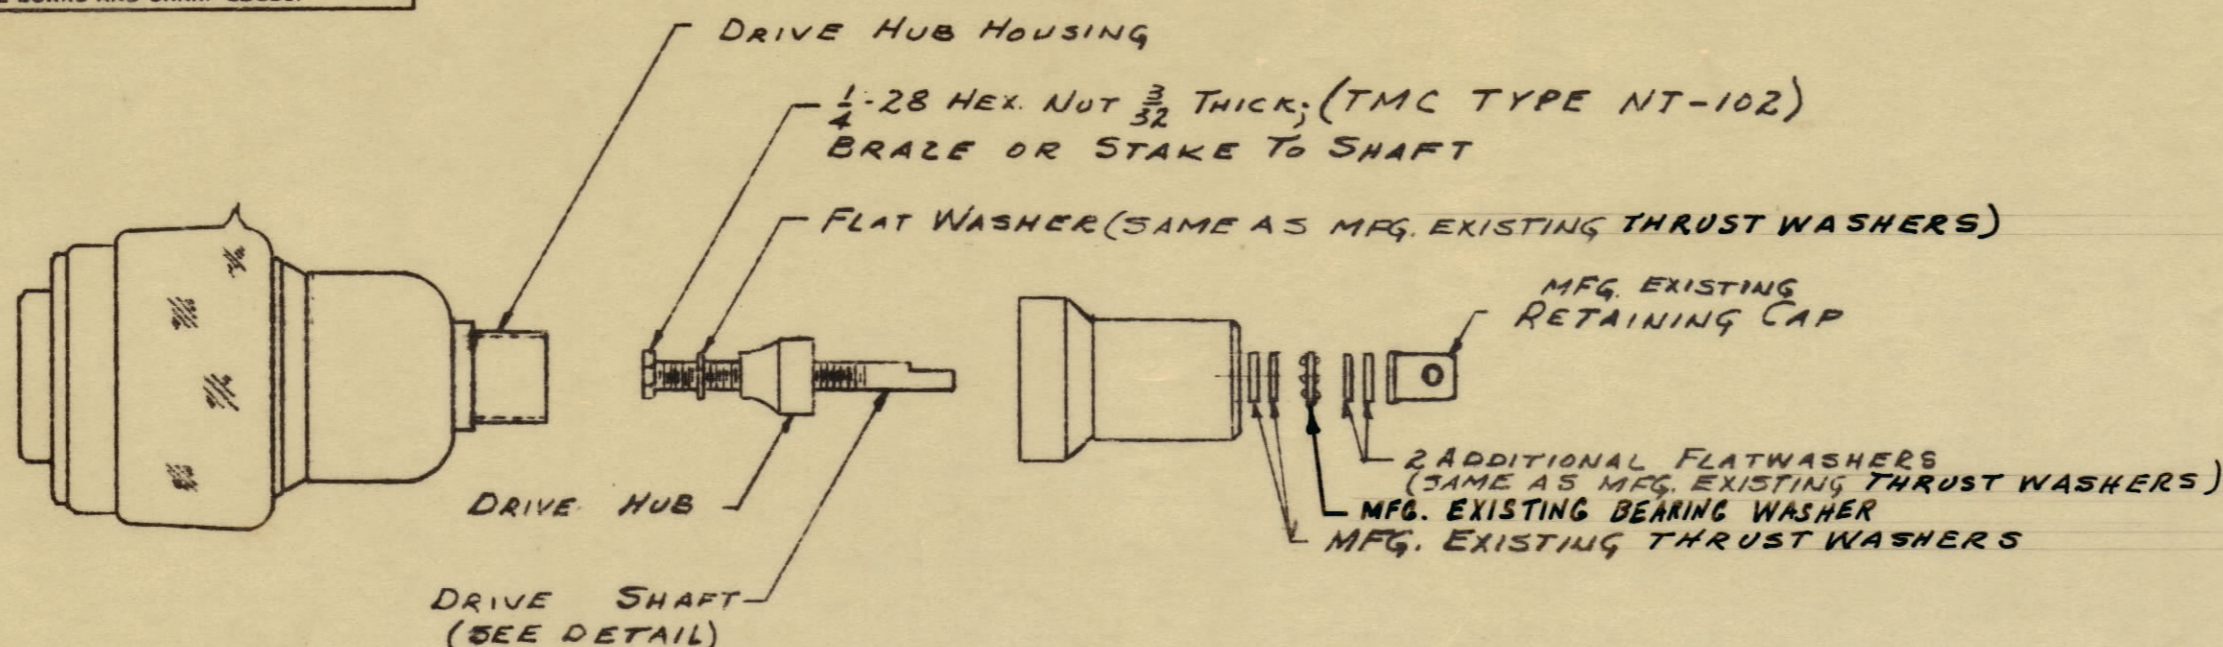 DRIVE HUB HOUSING
1/4-28 HEX. NUT 3/32 THICK; (TMC TYPE NT-102)
BRAZE OR STAKE TO SHAFT
FLAT WASHER (SAME AS MFG. EXISTING THRUST WASHERS)
MFG. EXISTING
RETAINING CAP
2 ADDITIONAL FLATWASHERS
(SAME AS MFG. EXISTING THRUST WASHERS)
MFG. EXISTING BEARING WASHER
MFG. EXISTING THRUST WASHERS
DRIVE HUB
DRIVE SHAFT
(SEE DETAIL)